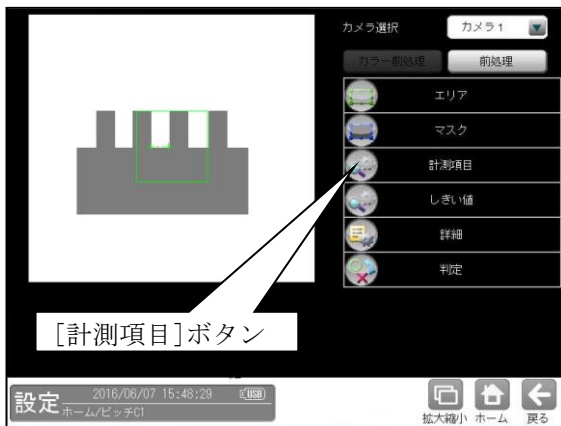 カメラ選択
カメラ1
カラー前処理
前処理
エリア
マスク
計測項目
しきい値
詳細
判定
[計測項目]ボタン
設定
2016/06/07 15:48:29
USB
ホーム/ピッチC1
拡大縮小
ホーム
戻る